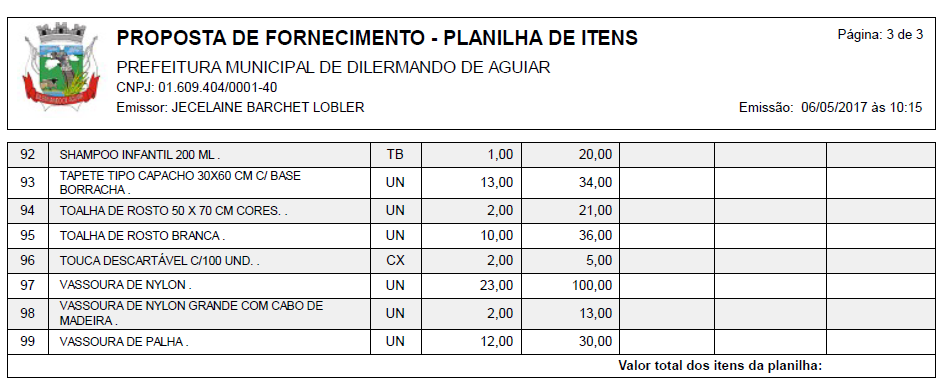 PROPOSTA DE FORNECIMENTO - PLANILHA DE ITENS
Página: 3 de 3
PREFEITURA MUNICIPAL DE DILERMANDO DE AGUIAR
CNPJ: 01.609.404/0001-40
Emissor: JECELAINE BARCHET LOBLER
Emissão: 06/05/2017 às 10:15
92 SHAMPOO INFANTIL 200 ML . TB 1,00 20,00
93 TAPETE TIPO CAPACHO 30X60 CM C/ BASE
BORRACHA . UN 13,00 34,00
94 TOALHA DE ROSTO 50 X 70 CM CORES. . UN 2,00 21,00
95 TOALHA DE ROSTO BRANCA . UN 10,00 36,00
96 TOUCA DESCARTÁVEL C/100 UND. . CX 2,00 5,00
97 VASSOURA DE NYLON . UN 23,00 100,00
98 VASSOURA DE NYLON GRANDE COM CABO DE
MADEIRA . UN 2,00 13,00
99 VASSOURA DE PALHA . UN 12,00 30,00
Valor total dos itens da planilha: